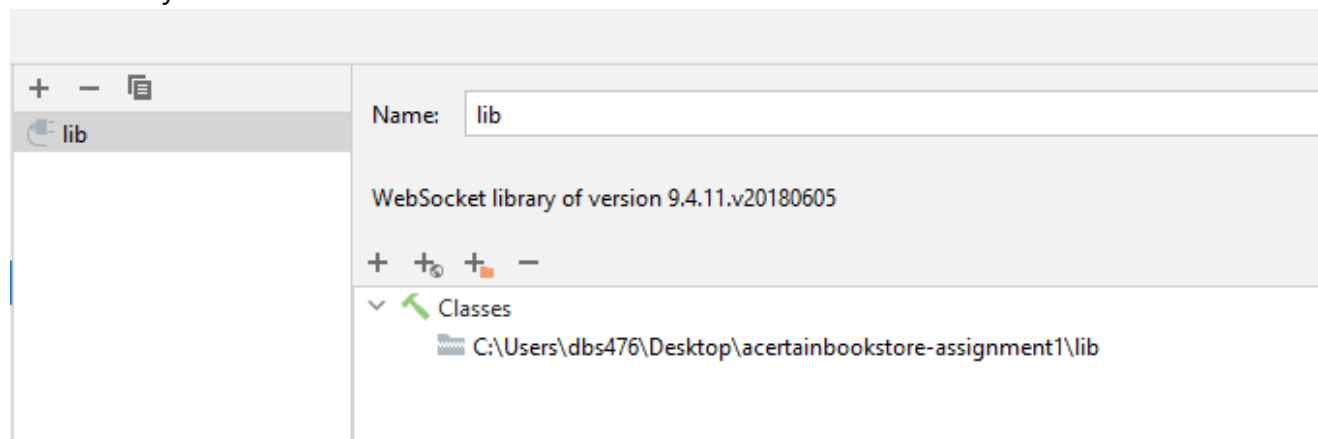 lib
Name: lib
WebSocket library of version 9.4.11.v20180605
Classes
C:\Users\dbs476\Desktop\acertainbookstore-assignment1\lib